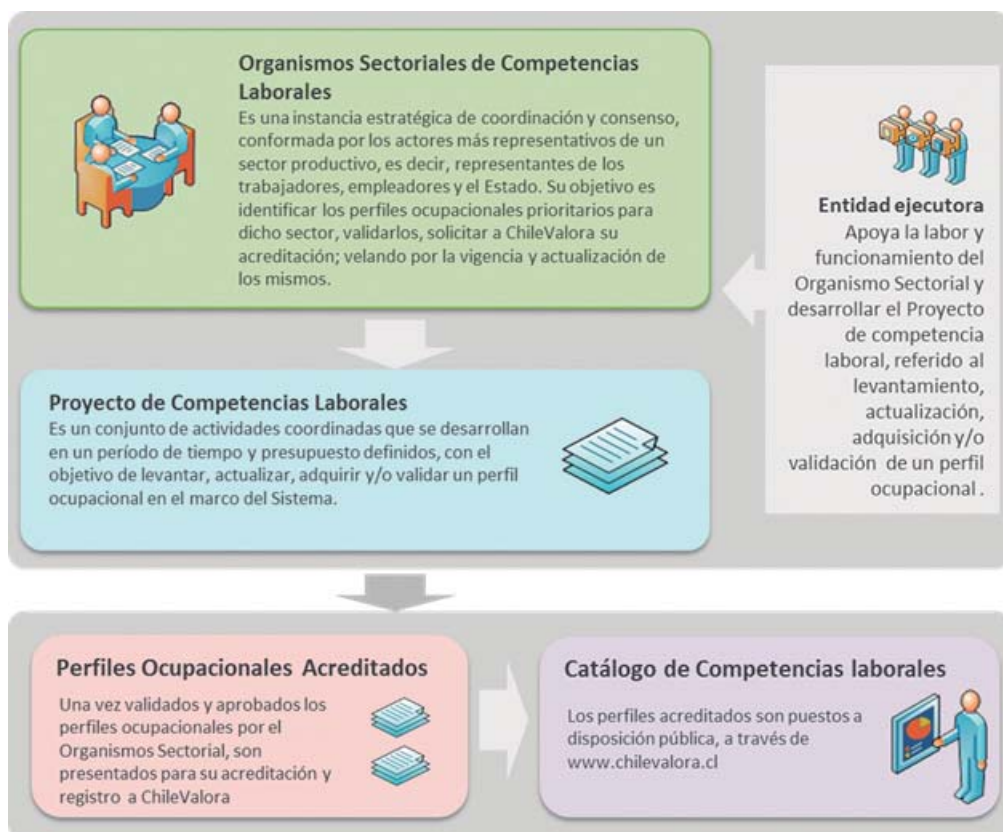 Organismos Sectoriales de Competencias
Laborales
Es una instancia estratégica de coordinación y consenso,
conformada por los actores más representativos de un
sector productivo, es decir, representantes de los
trabajadores, empleadores y el Estado. Su objetivo es
identificar los perfiles ocupacionales prioritarios para
dicho sector, validarlos, solicitar a ChileValora su
acreditación; velando por la vigencia y actualización de
los mismos.
Entidad ejecutora
Apoya la labor y
funcionamiento del
Organismo Sectorial y
desarrollar el Proyecto
de competencia
laboral, referido al
levantamiento,
actualización,
adquisición y/o
validación de un perfil
ocupacional .
Proyecto de Competencias Laborales
Es un conjunto de actividades coordinadas que se desarrollan
en un período de tiempo y presupuesto definidos, con el
objetivo de levantar, actualizar, adquirir y/o validar un perfil
ocupacional en el marco del Sistema.
Perfiles Ocupacionales Acreditados
Una vez validados y aprobados los
perfiles ocupacionales por el
Organismos Sectorial, son
presentados para su acreditación y
registro a ChileValora
Catálogo de Competencias laborales
Los perfiles acreditados son puestos a
disposición pública, a través de
www.chilevalora.cl